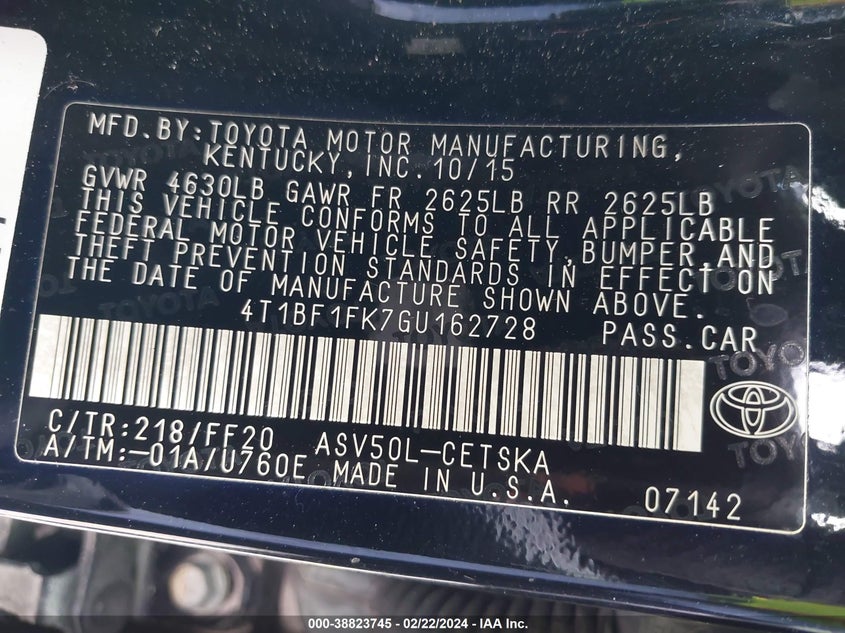 MFD.BY:TOYOTA MOTOR MANUFACTURING,
KENTUCKY,INC.10/15
GVWR 4630LB GAWR FR 2625LB RR 2625LB
THIS VEHICLE CONFORMS TO ALL APPLICABLE
FEDERAL MOTOR VEHICLE SAFETY,BUMPER,AND
THEFT PREVENTION STANDARDS IN EFFECT ON
THE DATE OF MANUFACTURE SHOWN ABOVE.
4T1BF1FK7GU162728 PASS.CAR
C/TR:218/FF20 ASV50L-CETSKA
A/TM:-01A/U760E MADE IN U.S.A. 07142
000-38823745 - 02/22/2024 - IAA Inc.